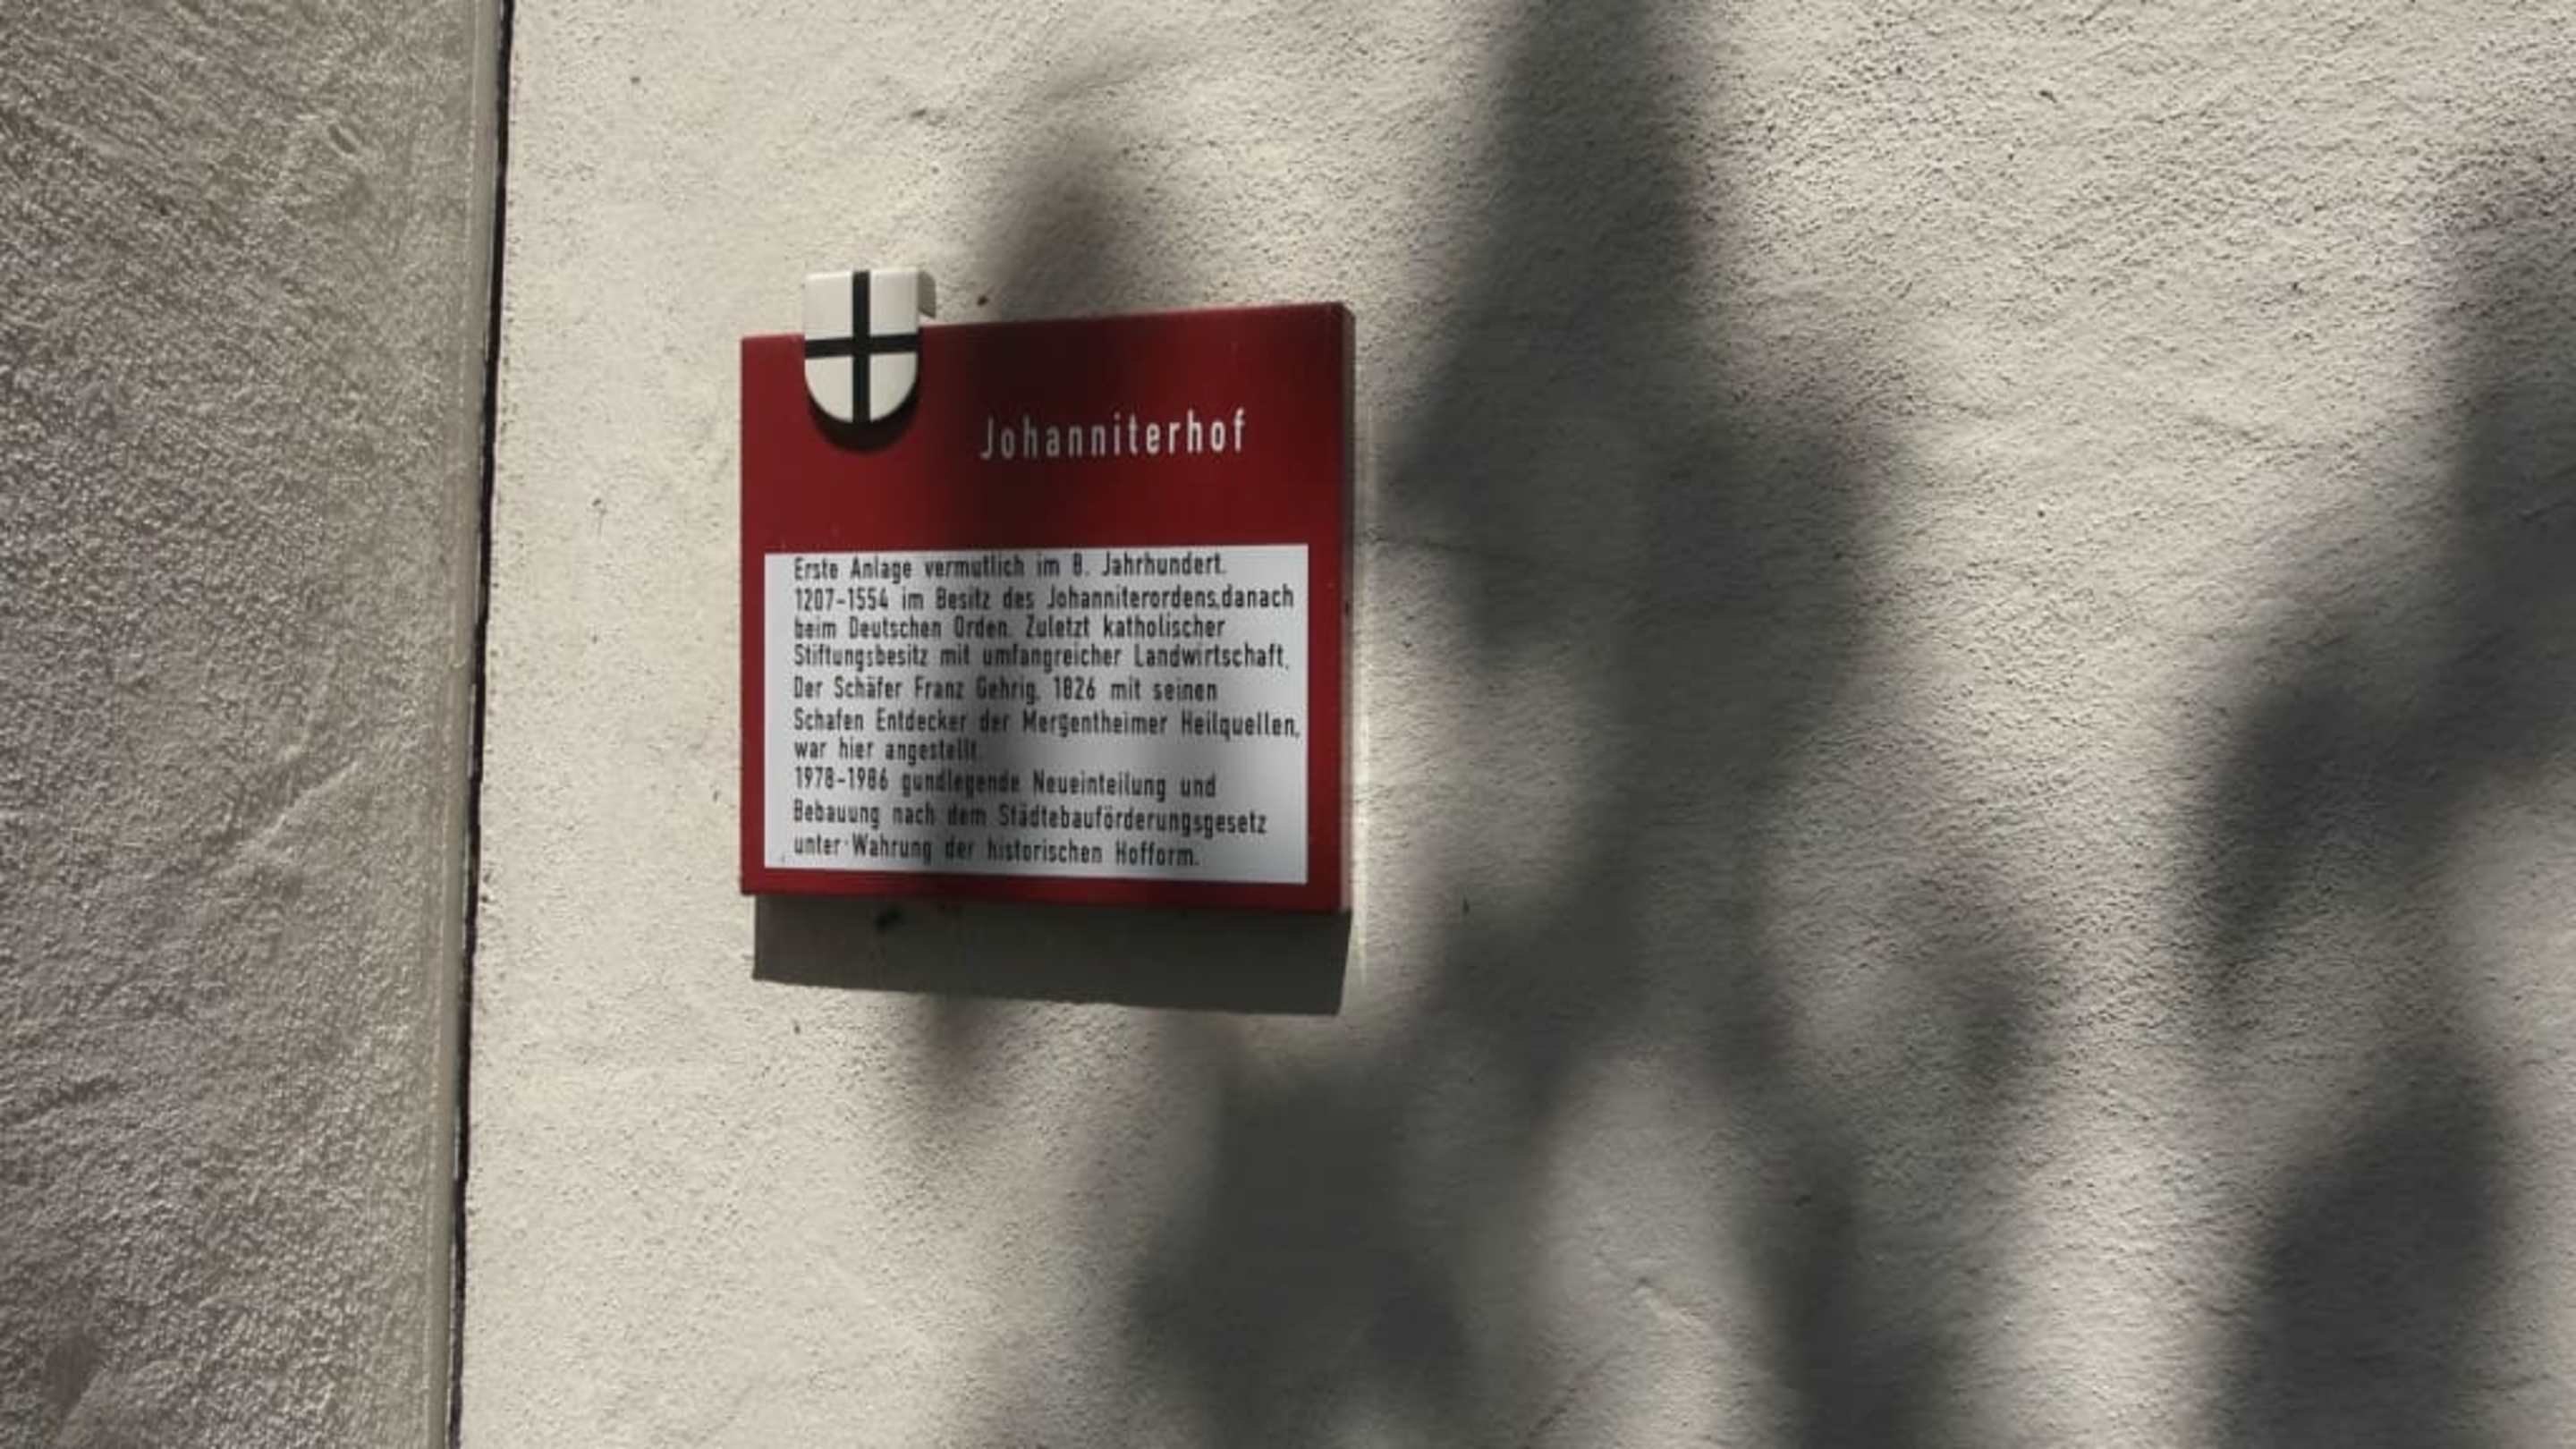 Johanniterhof
Erste Anlage vermutlich im 8. Jahrhundert.
1207-1554 im Besitz des Johanniterordens,danach
beim Deutschen Orden. Zuletzt katholischer
Stiftungsbesitz mit umfangreicher Landwirtschaft.
Der Schäfer Franz Gehrig, 1826 mit seinen
Schafen Entdecker der Mergentheimer Heilquellen,
war hier angestellt.
1978-1986 gundlegende Neueinteilung und
Bebauung nach dem Städtebauförderungsgesetz
unter Wahrung der historischen Hofform.